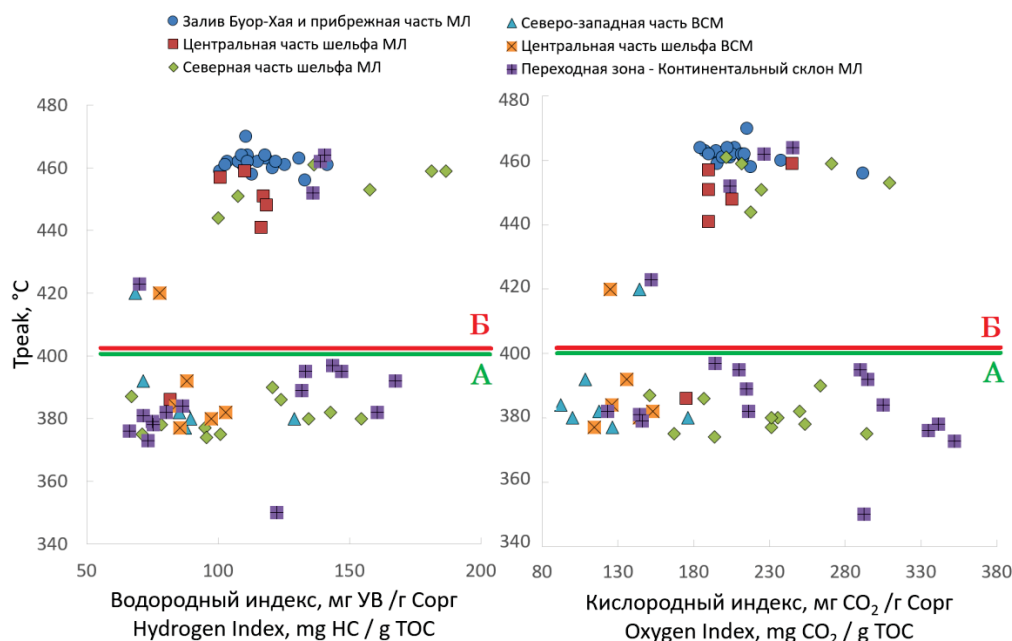 Залив Буор-Хая и прибрежная часть МЛ
Центральная часть шельфа МЛ
Северная часть шельфа МЛ
Северо-западная часть ВСМ
Центральная часть шельфа ВСМ
Переходная зона - Континентальный склон МЛ
Tpeak, °C
480
460
440
420
400
380
360
340
Б
А
50
100
150
200
Водородный индекс, мг УВ /г Сорг
Hydrogen Index, mg HC / g TOC
480
460
440
420
400
380
360
340
Б
А
80
130
180
230
280
330
380
Кислородный индекс, мг CO₂ /г Сорг
Oxygen Index, mg CO₂ / g TOC